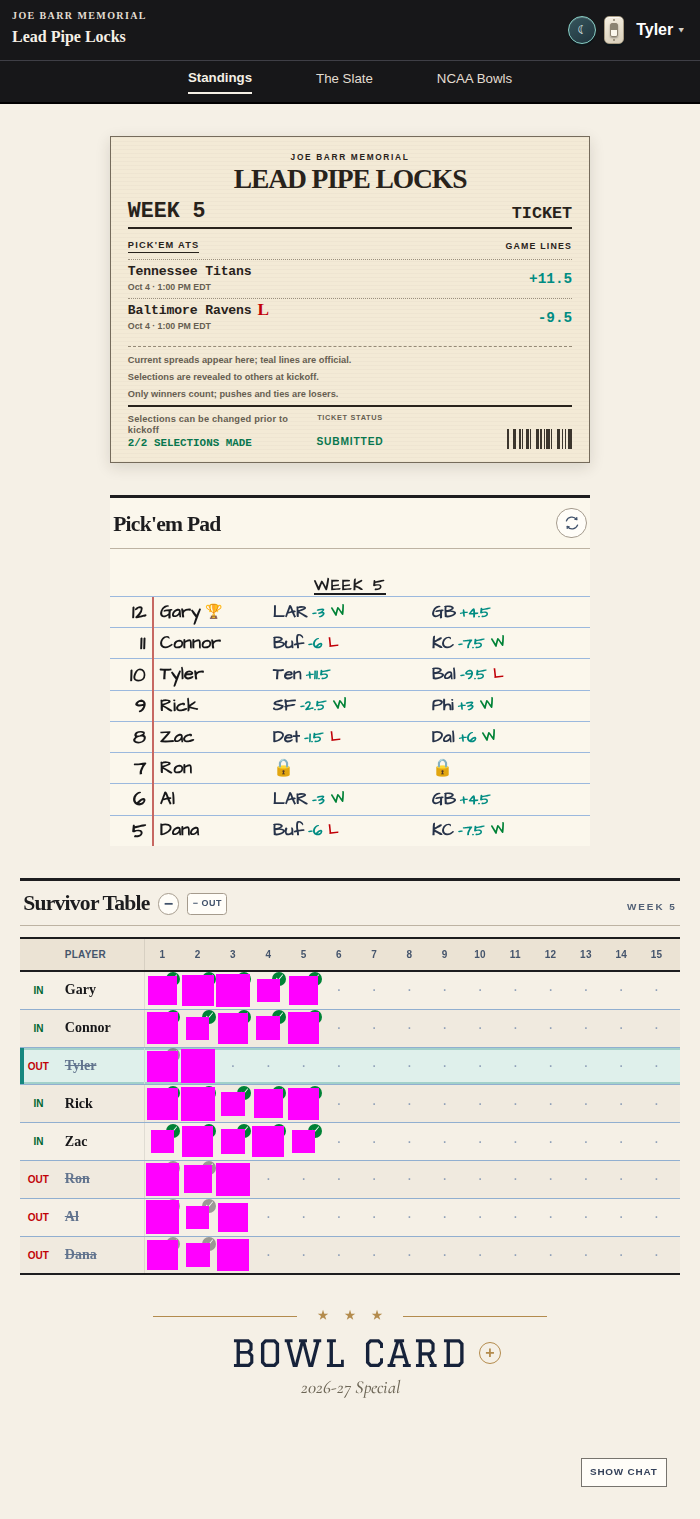 JOE BARR MEMORIAL
Lead Pipe Locks
Tyler
Standings The Slate NCAA Bowls
JOE BARR MEMORIAL
LEAD PIPE LOCKS
WEEK 5 TICKET
PICK'EM ATS GAME LINES
Tennessee Titans +11.5
Oct 4 · 1:00 PM EDT
Baltimore Ravens L -9.5
Oct 4 · 1:00 PM EDT
Current spreads appear here; teal lines are official.
Selections are revealed to others at kickoff.
Only winners count; pushes and ties are losers.
Selections can be changed prior to kickoff
2/2 SELECTIONS MADE
TICKET STATUS
SUBMITTED
Pick'em Pad
WEEK 5
12 Gary 🏆 LAR -3 W GB +4.5
11 Connor Buf -6 L KC -7.5 W
10 Tyler Ten +11.5 Bal -9.5 L
9 Rick SF -2.5 W Phi +3 W
8 Zac Det -1.5 L Dal +6 W
7 Ron 🔒 🔒
6 Al LAR -3 W GB +4.5
5 Dana Buf -6 L KC -7.5 W
Survivor Table − − OUT WEEK 5
PLAYER 1 2 3 4 5 6 7 8 9 10 11 12 13 14 15
IN Gary
IN Connor
OUT Tyler
IN Rick
IN Zac
OUT Ron
OUT Al
OUT Dana
★ ★ ★
BOWL CARD +
2026-27 Special
SHOW CHAT